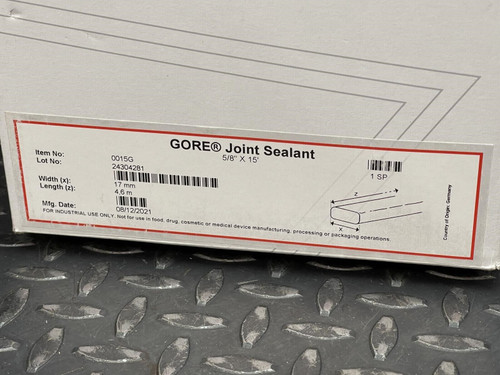 GORE® Joint Sealant
5/8" X 15'
Item No: 0015G
Lot No: 24304281
1 SP
Width (x): 17 mm
Length (z): 4,6 m
Mfg. Date: 08/12/2021
FOR INDUSTRIAL USE ONLY. Not for use in food, drug, cosmetic or medical device manufacturing, processing or packaging operations.
z
x
Country of Origin: Germany